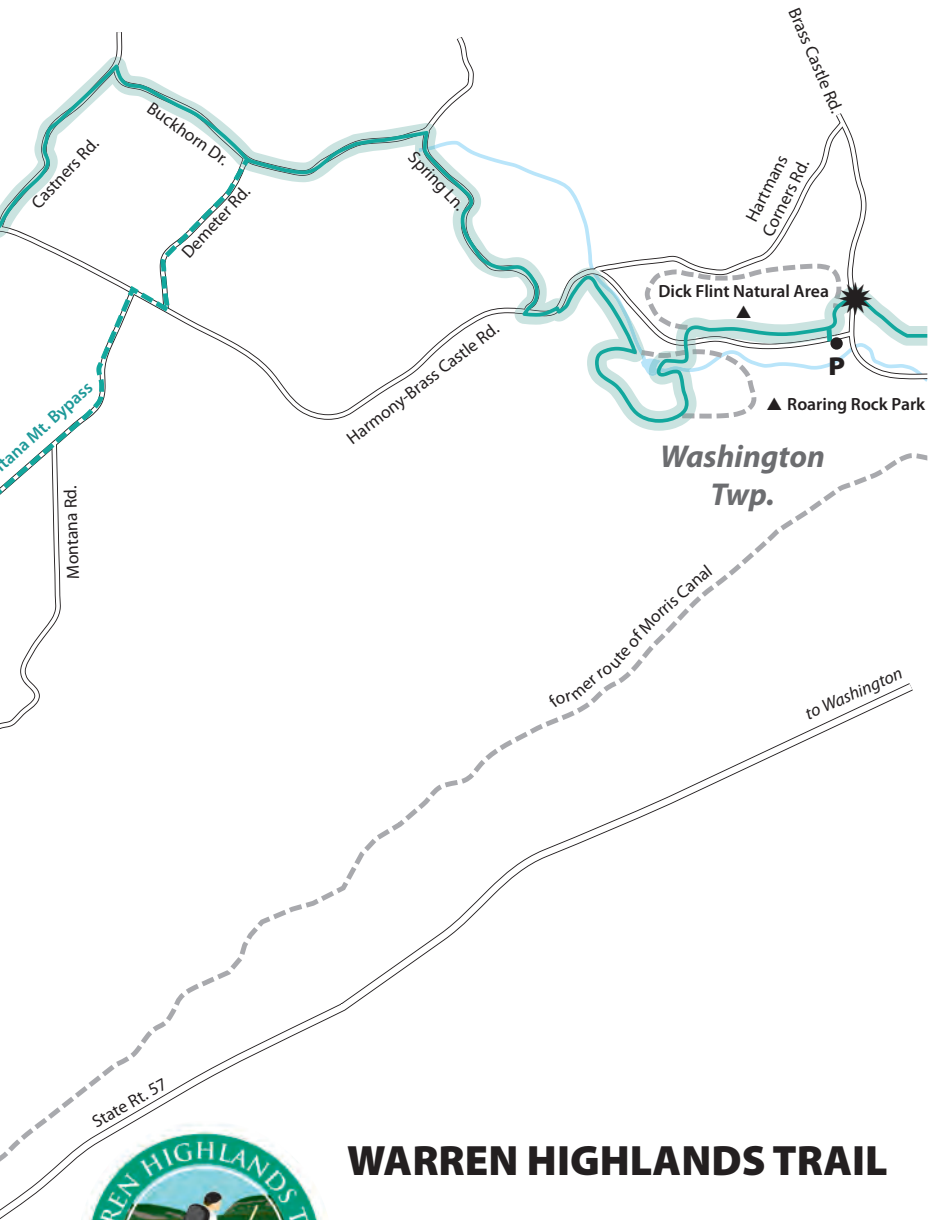 Brass Castle Rd.
Buckhorn Dr.
Castners Rd.
Spring Ln.
Hartmans
Corners Rd.
Demeter Rd.
Dick Flint Natural Area
P
Harmony-Brass Castle Rd.
Roaring Rock Park
tana Mt. Bypass
Washington
Twp.
Montana Rd.
former route of Morris Canal
to Washington
State Rt. 57
WARREN HIGHLANDS TRAIL
REN HIGHLANDS T